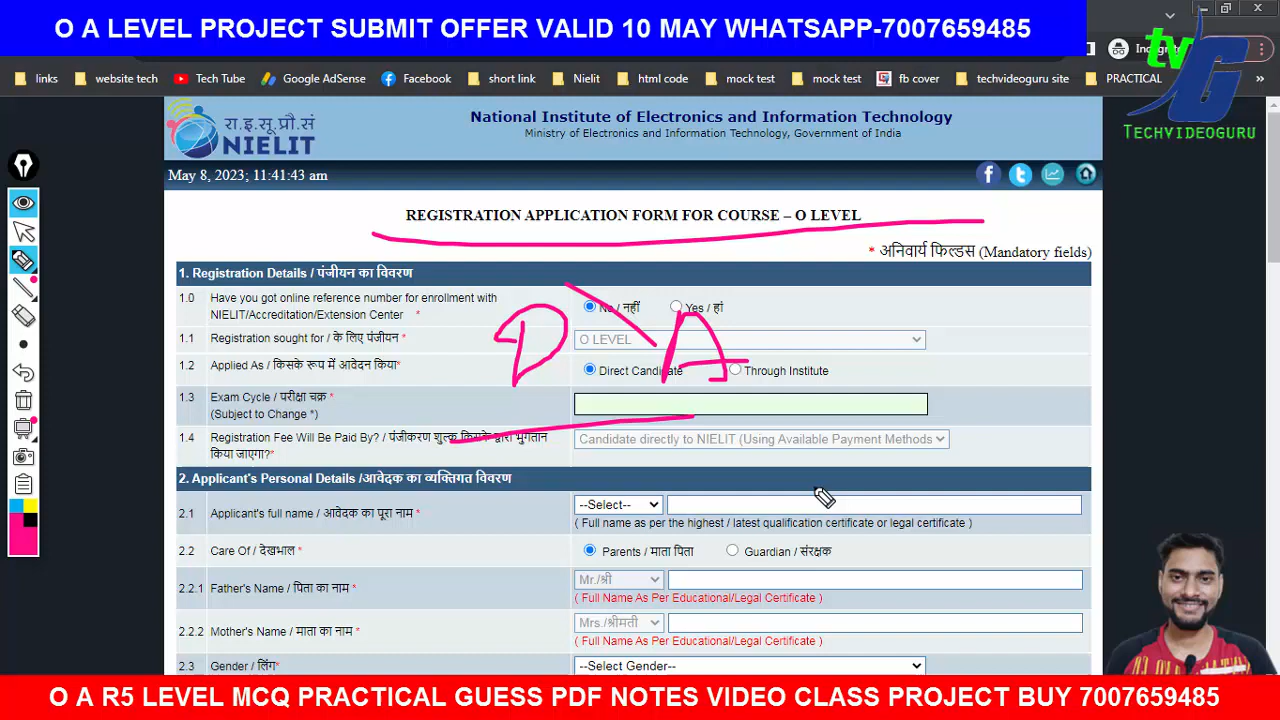 O A LEVEL PROJECT SUBMIT OFFER VALID 10 MAY WHATSAPP-7007659485
tv
G
TECHVIDEOGURU
links website tech Tech Tube Google AdSense Facebook short link Nielit html code mock test mock test fb cover techvideoguru site PRACTICAL »
रा.इ.सू.प्रौ.सं
NIELIT
National Institute of Electronics and Information Technology
Ministry of Electronics and Information Technology, Government of India
May 8, 2023; 11:41:43 am
REGISTRATION APPLICATION FORM FOR COURSE – O LEVEL
* अनिवार्य फिल्डस (Mandatory fields)
1. Registration Details / पंजीयन का विवरण
1.0 Have you got online reference number for enrollment with
NIELIT/Accreditation/Extension Center *
No / नहीं Yes / हां
1.1 Registration sought for / के लिए पंजीयन *
O LEVEL
1.2 Applied As / किसके रूप में आवेदन किया*
Direct Candidate Through Institute
D A
1.3 Exam Cycle / परीक्षा चक्र *
(Subject to Change *)
1.4 Registration Fee Will Be Paid By? / पंजीकरण शुल्क किसके द्वारा भुगतान
किया जाएगा?*
Candidate directly to NIELIT (Using Available Payment Methods
2. Applicant's Personal Details /आवेदक का व्यक्तिगत विवरण
2.1 Applicant's full name / आवेदक का पूरा नाम *
--Select--
( Full name as per the highest / latest qualification certificate or legal certificate )
2.2 Care Of / देखभाल *
Parents / माता पिता Guardian / संरक्षक
2.2.1 Father's Name / पिता का नाम *
Mr./श्री
( Full Name As Per Educational/Legal Certificate )
2.2.2 Mother's Name / माता का नाम *
Mrs./श्रीमती
( Full Name As Per Educational/Legal Certificate )
2.3 Gender / लिंग*
--Select Gender--
O A R5 LEVEL MCQ PRACTICAL GUESS PDF NOTES VIDEO CLASS PROJECT BUY 7007659485